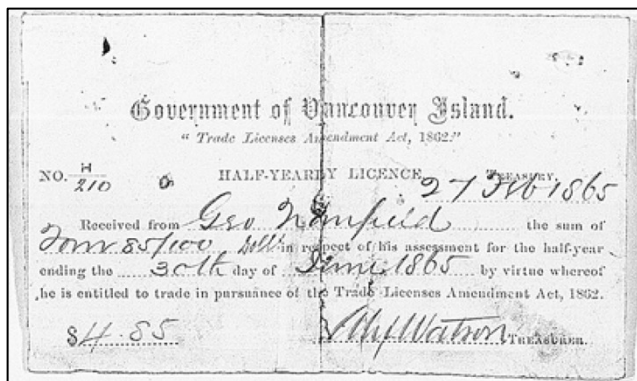 Government of Vancouver Island.
"Trade Licenses Amendment Act, 1862."
NO. H/210 HALF-YEARLY LICENCE, TREASURY,
27 Feb 1865
Received from Geo the sum of
Four 85/100 Doll in respect of his assessment for the half-year
ending the 30th day of June 1865 by virtue whereof
he is entitled to trade in pursuance of the Trade Licenses Amendment Act, 1862.
$4.85 Watson TREASURER.